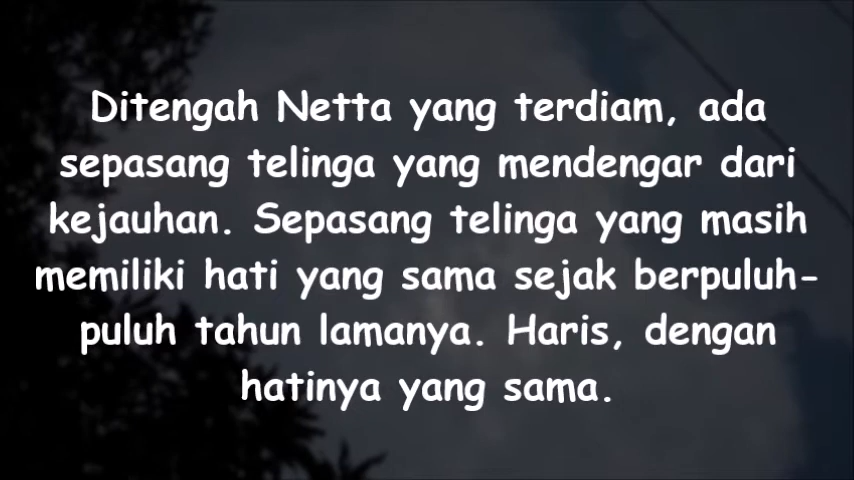 Ditengah Netta yang terdiam, ada
sepasang telinga yang mendengar dari
kejauhan. Sepasang telinga yang masih
memiliki hati yang sama sejak berpuluh-
puluh tahun lamanya. Haris, dengan
hatinya yang sama.